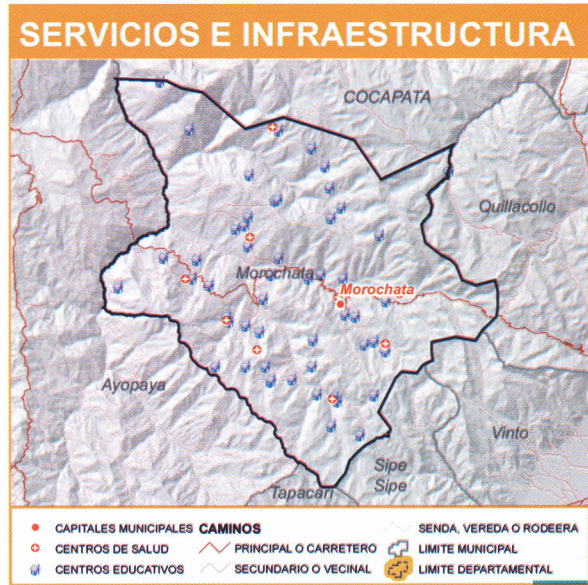 SERVICIOS E INFRAESTRUCTURA
COCAPATA
Quillacollo
Morochata
Morochata
Ayopaya
Vinto
Sipe
Sipe
Tapacarí
CAPITALES MUNICIPALES
CENTROS DE SALUD
CENTROS EDUCATIVOS
CAMINOS
PRINCIPAL O CARRETERO
SECUNDARIO O VECINAL
SENDA, VEREDA O RODEERA
LIMITE MUNICIPAL
LIMITE DEPARTAMENTAL